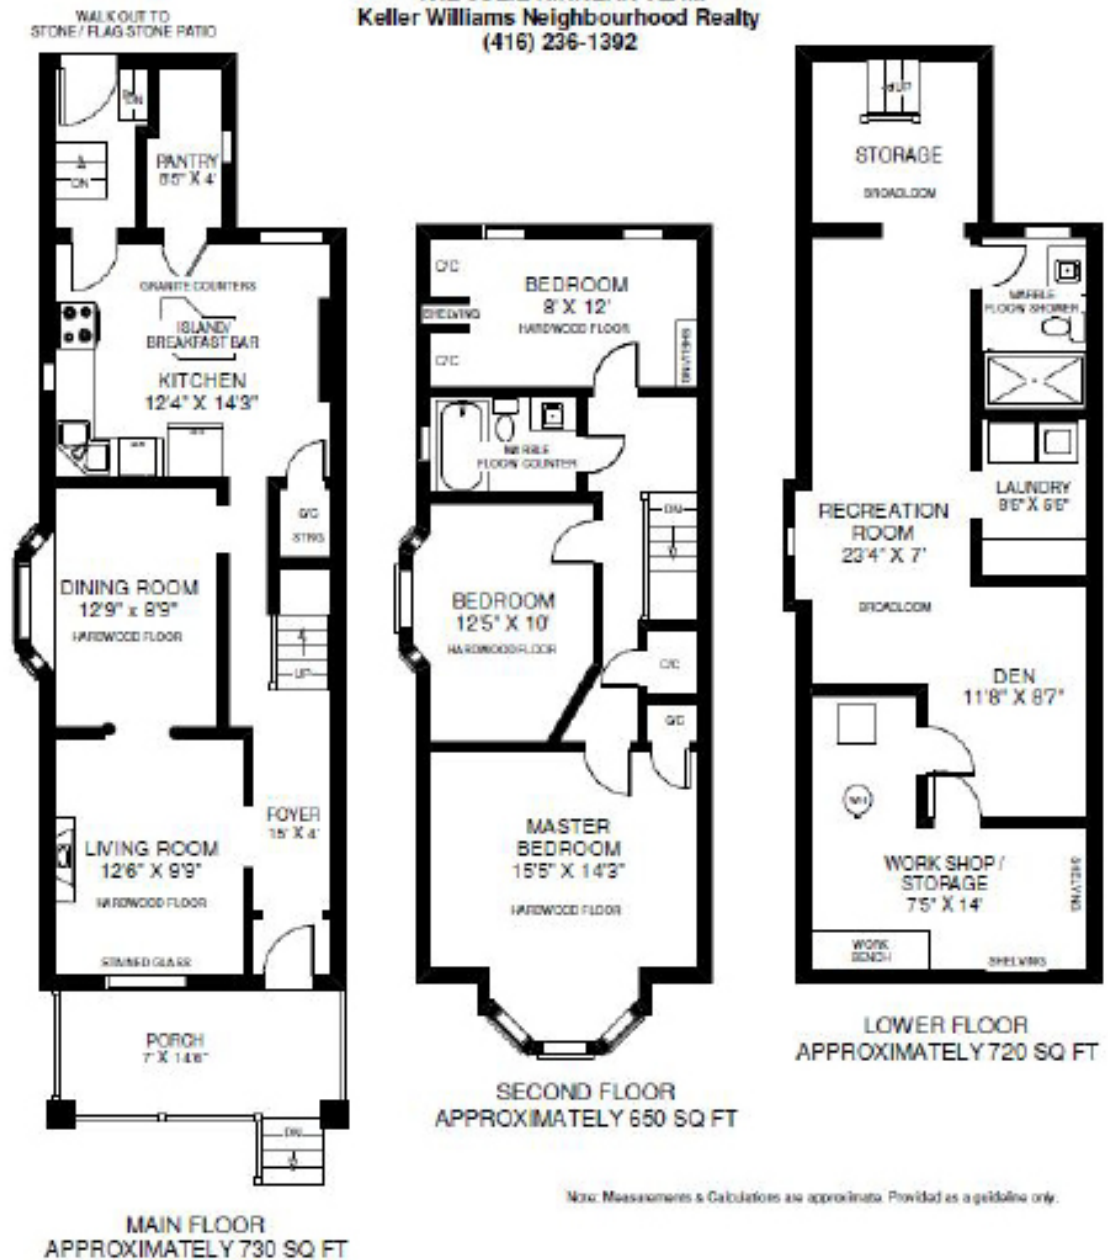 Keller Williams Neighbourhood Realty
(416) 236-1392
WALK OUT TO
STONE / FLAG STONE PATIO
DN
DN
PANTRY
8'5" X 4'
GRANITE COUNTERS
ISLAND/
BREAKFAST BAR
KITCHEN
12'4" X 14'3"
C/C
STRG
DINING ROOM
12'9" x 8'9"
HARDWOOD FLOOR
UP
FOYER
15' X 4'
LIVING ROOM
12'6" X 9'9"
HARDWOOD FLOOR
STAINED GLASS
PORCH
7' X 14'6"
DN
MAIN FLOOR
APPROXIMATELY 730 SQ FT
C/C
BEDROOM
8' X 12'
HARDWOOD FLOOR
SHELVING
C/C
SHELVING
MARBLE
FLOOR/COUNTER
DN
BEDROOM
12'5" X 10'
HARDWOOD FLOOR
C/C
C/C
MASTER
BEDROOM
15'5" X 14'3"
HARDWOOD FLOOR
SECOND FLOOR
APPROXIMATELY 650 SQ FT
UP
STORAGE
BROADLOOM
MARBLE
FLOOR/SHOWER
LAUNDRY
RECREATION
ROOM
23'4" X 7'
BROADLOOM
DEN
11'8" X 8'7"
WH
WORK SHOP /
STORAGE
7'5" X 14'
SHELVING
WORK
BENCH
SHELVING
LOWER FLOOR
APPROXIMATELY 720 SQ FT
Note: Measurements & Calculations are approximate. Provided as a guideline only.